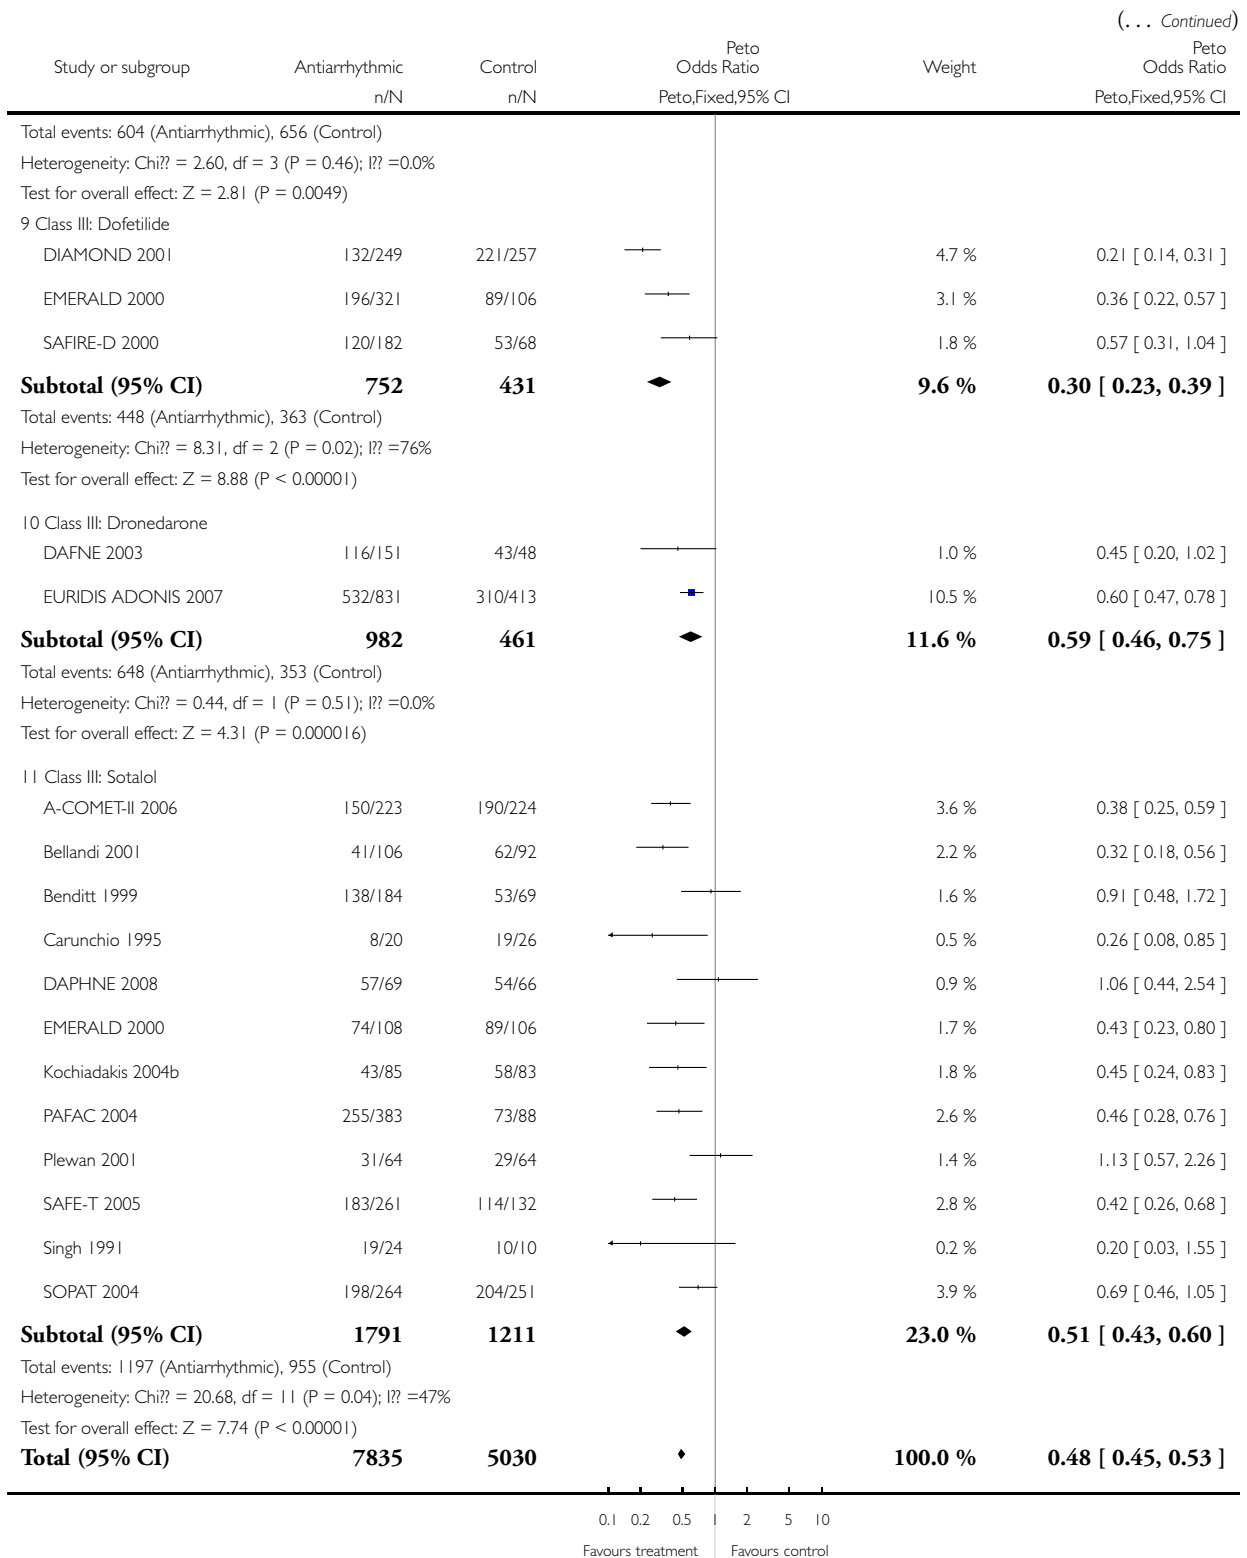 (... Continued)
Study or subgroup Antiarrhythmic Control Peto Odds Ratio Weight Peto Odds Ratio
n/N n/N Peto,Fixed,95% CI Peto,Fixed,95% CI
Total events: 604 (Antiarrhythmic), 656 (Control)
Heterogeneity: Chi?? = 2.60, df = 3 (P = 0.46); I?? =0.0%
Test for overall effect: Z = 2.81 (P = 0.0049)
9 Class III: Dofetilide
DIAMOND 2001 132/249 221/257 4.7 % 0.21 [ 0.14, 0.31 ]
EMERALD 2000 196/321 89/106 3.1 % 0.36 [ 0.22, 0.57 ]
SAFIRE-D 2000 120/182 53/68 1.8 % 0.57 [ 0.31, 1.04 ]
Subtotal (95% CI) 752 431 9.6 % 0.30 [ 0.23, 0.39 ]
Total events: 448 (Antiarrhythmic), 363 (Control)
Heterogeneity: Chi?? = 8.31, df = 2 (P = 0.02); I?? =76%
Test for overall effect: Z = 8.88 (P < 0.00001)
10 Class III: Dronedarone
DAFNE 2003 116/151 43/48 1.0 % 0.45 [ 0.20, 1.02 ]
EURIDIS ADONIS 2007 532/831 310/413 10.5 % 0.60 [ 0.47, 0.78 ]
Subtotal (95% CI) 982 461 11.6 % 0.59 [ 0.46, 0.75 ]
Total events: 648 (Antiarrhythmic), 353 (Control)
Heterogeneity: Chi?? = 0.44, df = 1 (P = 0.51); I?? =0.0%
Test for overall effect: Z = 4.31 (P = 0.000016)
11 Class III: Sotalol
A-COMET-II 2006 150/223 190/224 3.6 % 0.38 [ 0.25, 0.59 ]
Bellandi 2001 41/106 62/92 2.2 % 0.32 [ 0.18, 0.56 ]
Benditt 1999 138/184 53/69 1.6 % 0.91 [ 0.48, 1.72 ]
Carunchio 1995 8/20 19/26 0.5 % 0.26 [ 0.08, 0.85 ]
DAPHNE 2008 57/69 54/66 0.9 % 1.06 [ 0.44, 2.54 ]
EMERALD 2000 74/108 89/106 1.7 % 0.43 [ 0.23, 0.80 ]
Kochiadakis 2004b 43/85 58/83 1.8 % 0.45 [ 0.24, 0.83 ]
PAFAC 2004 255/383 73/88 2.6 % 0.46 [ 0.28, 0.76 ]
Plewan 2001 31/64 29/64 1.4 % 1.13 [ 0.57, 2.26 ]
SAFE-T 2005 183/261 114/132 2.8 % 0.42 [ 0.26, 0.68 ]
Singh 1991 19/24 10/10 0.2 % 0.20 [ 0.03, 1.55 ]
SOPAT 2004 198/264 204/251 3.9 % 0.69 [ 0.46, 1.05 ]
Subtotal (95% CI) 1791 1211 23.0 % 0.51 [ 0.43, 0.60 ]
Total events: 1197 (Antiarrhythmic), 955 (Control)
Heterogeneity: Chi?? = 20.68, df = 11 (P = 0.04); I?? =47%
Test for overall effect: Z = 7.74 (P < 0.00001)
Total (95% CI) 7835 5030 100.0 % 0.48 [ 0.45, 0.53 ]
0.1 0.2 0.5 1 2 5 10
Favours treatment Favours control